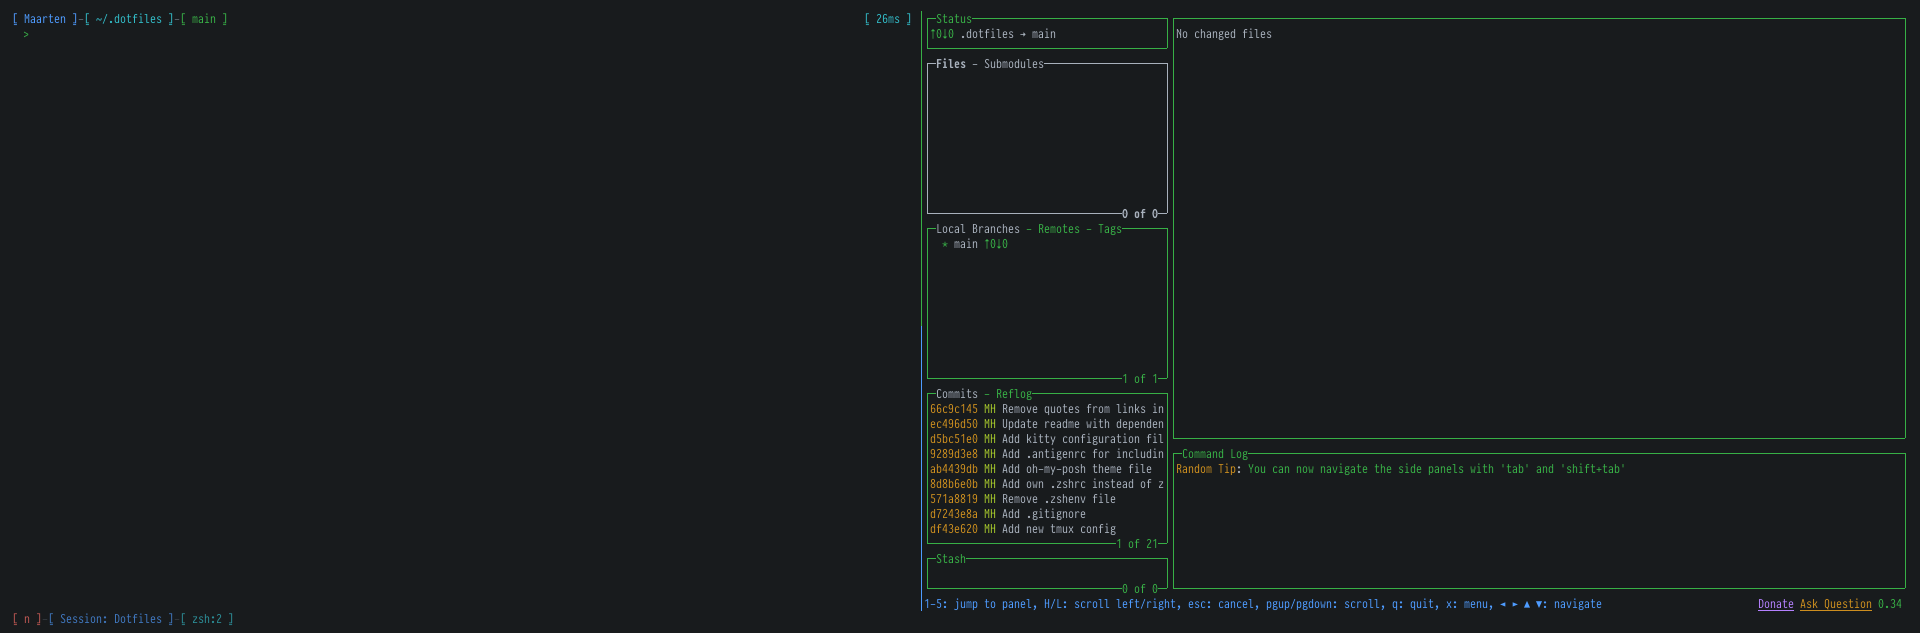 [ Maarten ]-[ ~/.dotfiles ]-[ main ]
[ 26ms ]
>
Status
↑0↓0 .dotfiles → main
Files - Submodules
0 of 0
Local Branches - Remotes - Tags
* main ↑0↓0
1 of 1
Commits - Reflog
66c9c145 MH Remove quotes from links in
ec496d50 MH Update readme with dependen
d5bc51e0 MH Add kitty configuration fil
9289d3e8 MH Add .antigenrc for includin
ab4439db MH Add oh-my-posh theme file
8d8b6e0b MH Add own .zshrc instead of z
571a8819 MH Remove .zshenv file
d7243e8a MH Add .gitignore
df43e620 MH Add new tmux config
1 of 21
Stash
0 of 0
No changed files
Command Log
Random Tip: You can now navigate the side panels with 'tab' and 'shift+tab'
1-5: jump to panel, H/L: scroll left/right, esc: cancel, pgup/pgdown: scroll, q: quit, x: menu, ◄ ► ▲ ▼: navigate
Donate Ask Question 0.34
[ n ]-[ Session: Dotfiles ]-[ zsh:2 ]